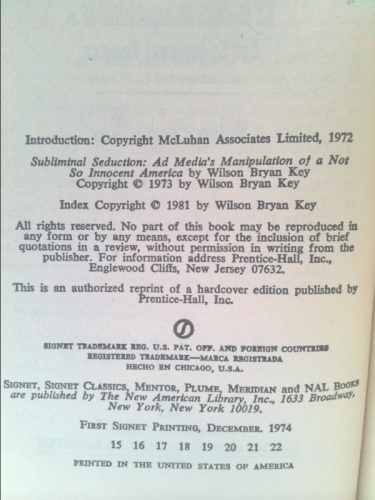 Introduction: Copyright McLuhan Associates Limited, 1972
Subliminal Seduction: Ad Media's Manipulation of a Not
So Innocent America by Wilson Bryan Key
Copyright © 1973 by Wilson Bryan Key
Index Copyright © 1981 by Wilson Bryan Key
All rights reserved. No part of this book may be reproduced in
any form or by any means, except for the inclusion of brief
quotations in a review, without permission in writing from the
publisher. For information address Prentice-Hall, Inc.,
Englewood Cliffs, New Jersey 07632.
This is an authorized reprint of a hardcover edition published by
Prentice-Hall, Inc.
SIGNET TRADEMARK REG. U.S. PAT. OFF. AND FOREIGN COUNTRIES
REGISTERED TRADEMARK—MARCA REGISTRADA
HECHO EN CHICAGO, U.S.A.
SIGNET, SIGNET CLASSICS, MENTOR, PLUME, MERIDIAN and NAL BOOKS
are published by The New American Library, Inc., 1633 Broadway,
New York, New York 10019.
FIRST SIGNET PRINTING, DECEMBER, 1974
15 16 17 18 19 20 21 22
PRINTED IN THE UNITED STATES OF AMERICA